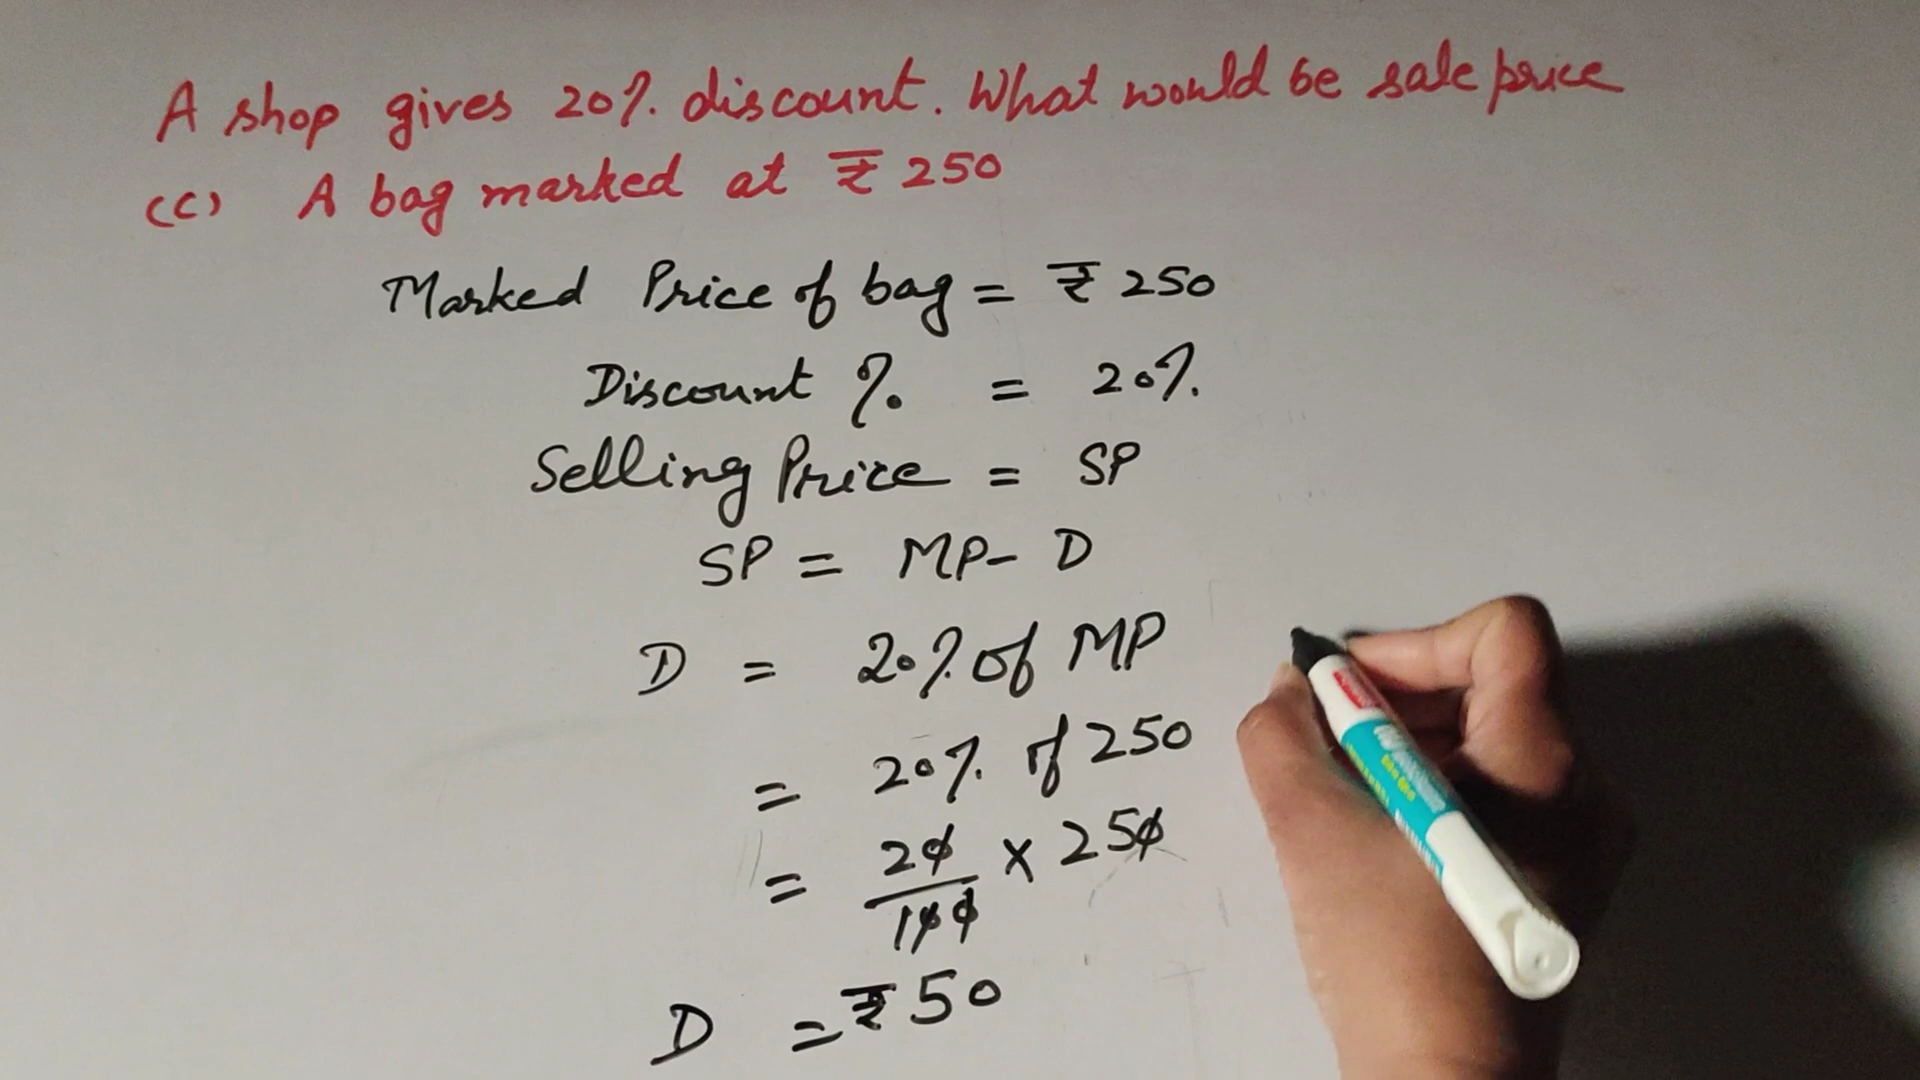 A shop gives 20%. discount. What would be sale price
(c) A bag marked at ₹ 250
Marked Price of bag = ₹ 250
Discount % = 20%.
Selling Price = SP
SP = MP - D
D = 20% of MP
= 20% of 250
= 20/100 × 250
D = ₹ 50